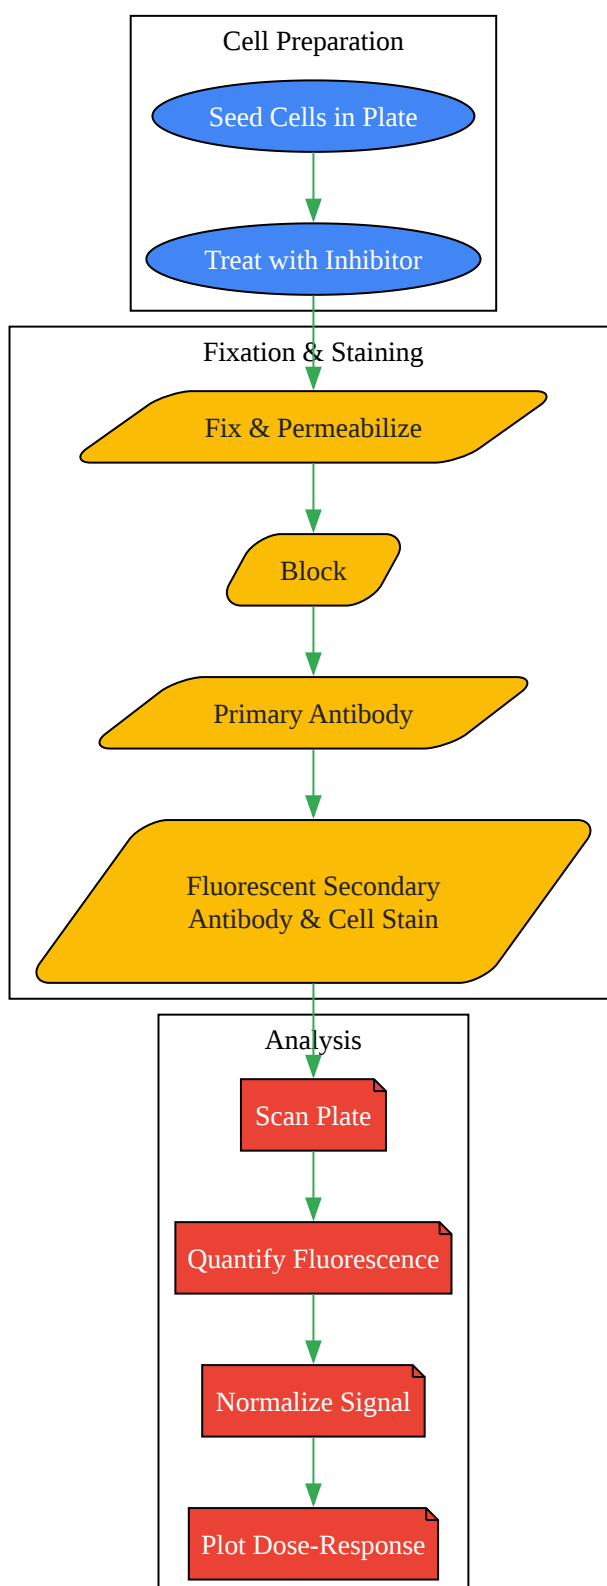 Cell Preparation
Seed Cells in Plate
Treat with Inhibitor
Fixation & Staining
Fix & Permeabilize
Block
Primary Antibody
Fluorescent Secondary
Antibody & Cell Stain
Analysis
Scan Plate
Quantify Fluorescence
Normalize Signal
Plot Dose-Response